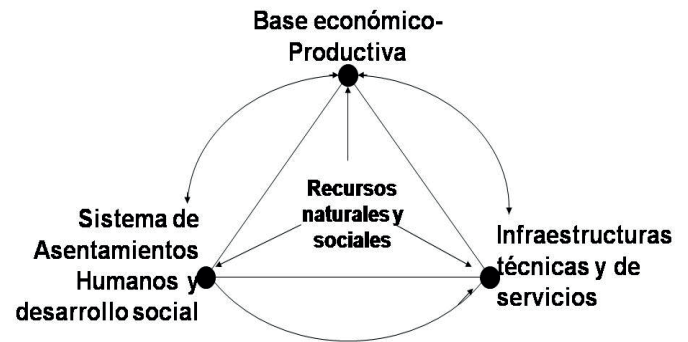 Base económico-
Productiva
Recursos
naturales y
sociales
Sistema de
Asentamientos
Humanos y
desarrollo social
Infraestructuras
técnicas y de
servicios